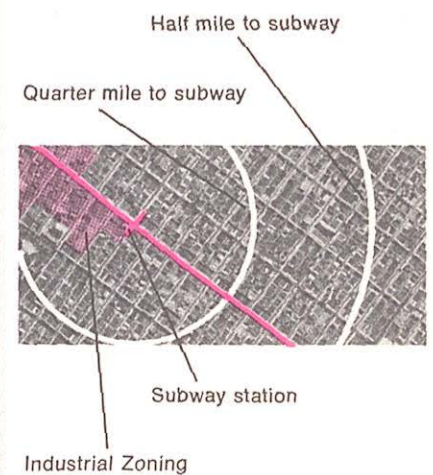 Half mile to subway
Quarter mile to subway
Subway station
Industrial Zoning